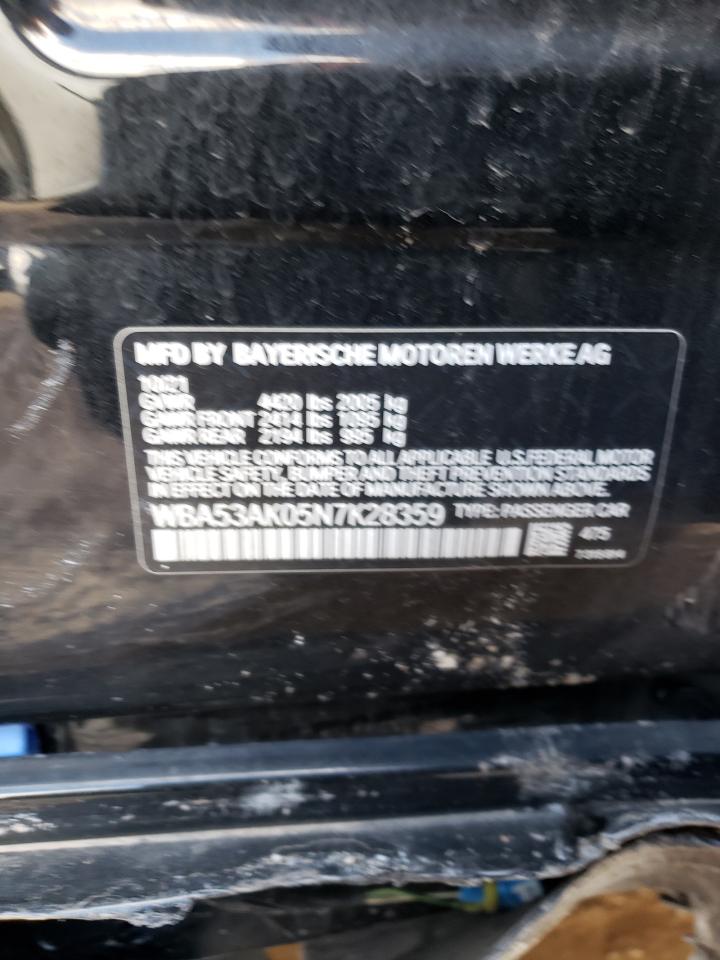 MFD BY BAYERISCHE MOTOREN WERKE AG
10/21
GVWR 4420 lbs 2005 kg
GAWR FRONT 2414 lbs 1095 kg
GAWR REAR 2194 lbs 995 kg
THIS VEHICLE CONFORMS TO ALL APPLICABLE U.S. FEDERAL MOTOR
VEHICLE SAFETY, BUMPER AND THEFT PREVENTION STANDARDS
IN EFFECT ON THE DATE OF MANUFACTURE SHOWN ABOVE.
WBA53AK05N7K28359 TYPE: PASSENGER CAR
475